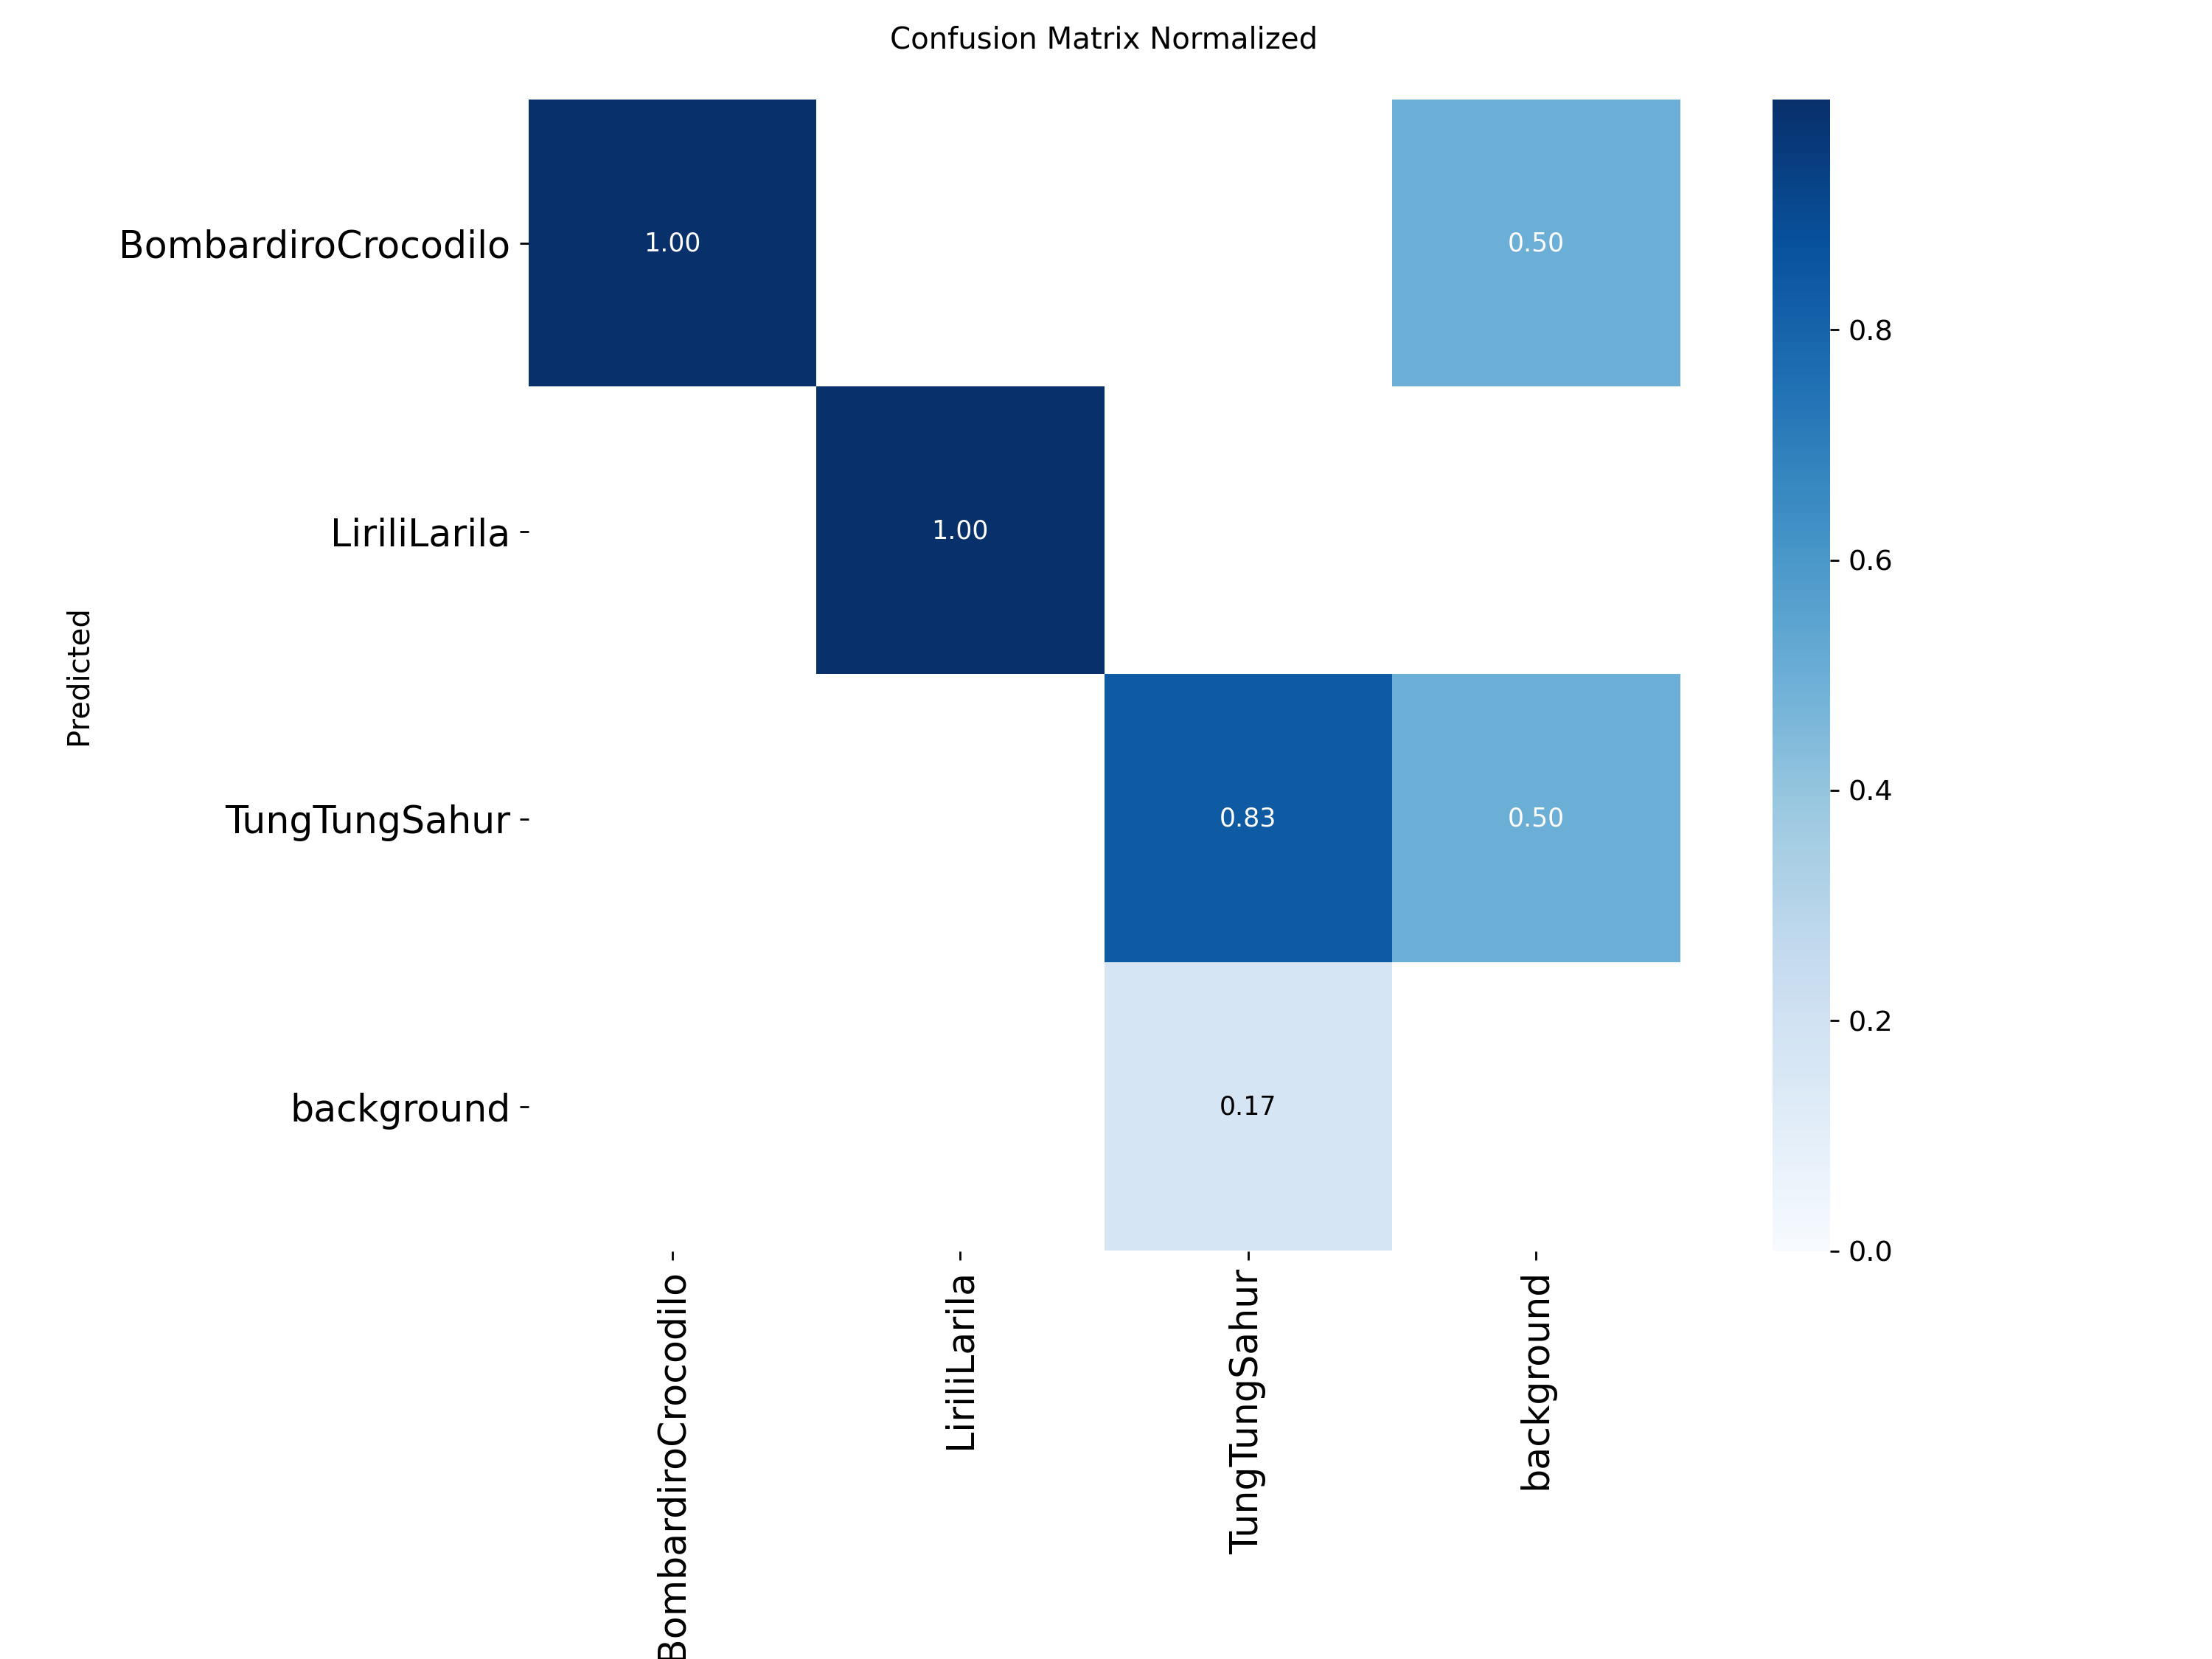 Confusion Matrix Normalized
BombardiroCrocodilo
1.00
0.50
0.8
LiriliLarila
1.00
0.6
Predicted
TungTungSahur
0.83
0.50
0.4
background
0.17
0.2
0.0
BombardiroCrocodilo
LiriliLarila
TungTungSahur
background